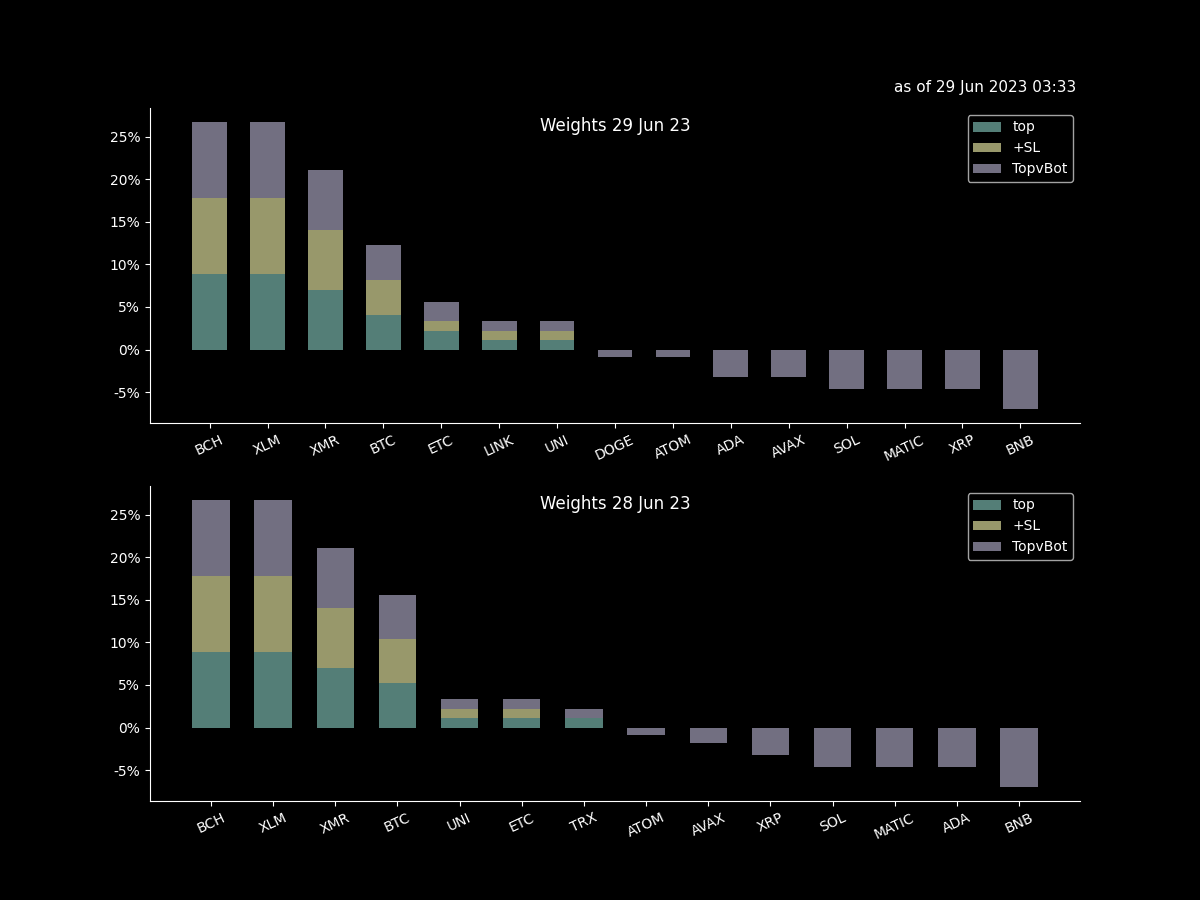 as of 29 Jun 2023 03:33
Weights 29 Jun 23
top
+SL
TopvBot
25%
20%
15%
10%
5%
0%
-5%
BCH XLM XMR BTC ETC LINK UNI DOGE ATOM ADA AVAX SOL MATIC XRP BNB
Weights 28 Jun 23
top
+SL
TopvBot
25%
20%
15%
10%
5%
0%
-5%
BCH XLM XMR BTC UNI ETC TRX ATOM AVAX XRP SOL MATIC ADA BNB